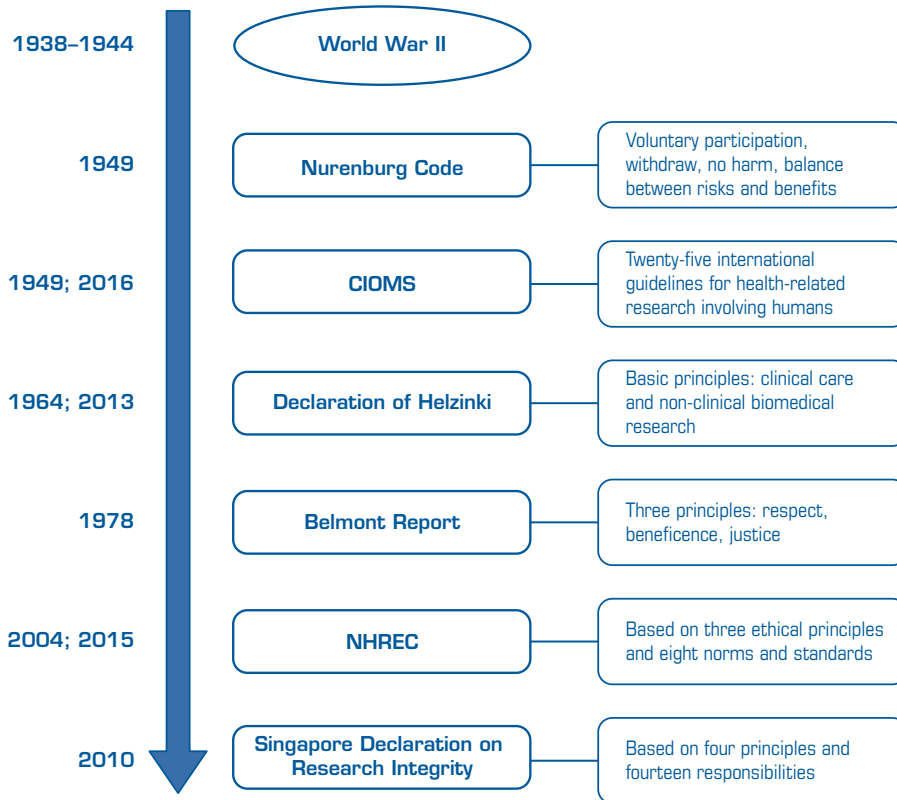 1938–1944
World War II
1949
Nurenburg Code
Voluntary participation,
withdraw, no harm, balance
between risks and benefits
1949; 2016
CIOMS
Twenty-five international
guidelines for health-related
research involving humans
1964; 2013
Declaration of Helzinki
Basic principles: clinical care
and non-clinical biomedical
research
1978
Belmont Report
Three principles: respect,
beneficence, justice
2004; 2015
NHREC
Based on three ethical principles
and eight norms and standards
2010
Singapore Declaration on
Research Integrity
Based on four principles and
fourteen responsibilities